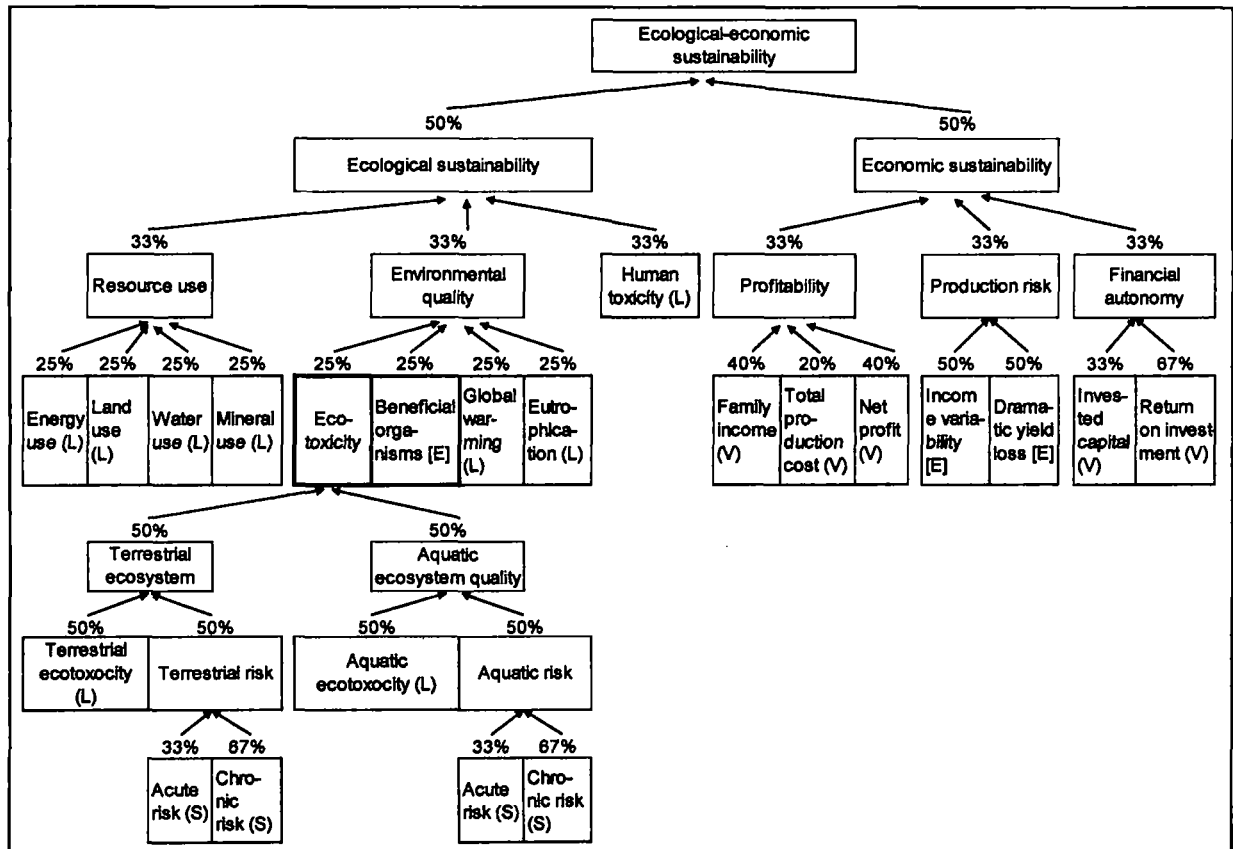 Ecological-economic
sustainability
50%
50%
Ecological sustainability
Economic sustainability
33%
33%
33%
33%
33%
33%
Resource use
Environmental
quality
Human
toxicity (L)
Profitability
Production risk
Financial
autonomy
25%
25%
25%
25%
25%
25%
25%
25%
40%
20%
40%
50%
50%
33%
67%
Energy
use (L)
Land
use
(L)
Water
use (L)
Mineral
use (L)
Eco-
toxicity
Beneficial
orga-
nisms [E]
Global
war-
ming
(L)
Eutro-
phica-
tion (L)
Family
income
(V)
Total
pro-
duction
cost (V)
Net
profit
(V)
Incom
e varia-
bility
[E]
Drama-
tic yield
loss [E]
Inves-
ted
capital
(V)
Return
on invest-
ment (V)
50%
50%
Terrestrial
ecosystem
Aquatic
ecosystem quality
50%
50%
50%
50%
Terrestrial
ecotoxocity
(L)
Terrestrial risk
Aquatic
ecotoxocity (L)
Aquatic risk
33%
67%
33%
67%
Acute
risk (S)
Chro-
nic
risk (S)
Acute
risk (S)
Chro-
nic risk
(S)